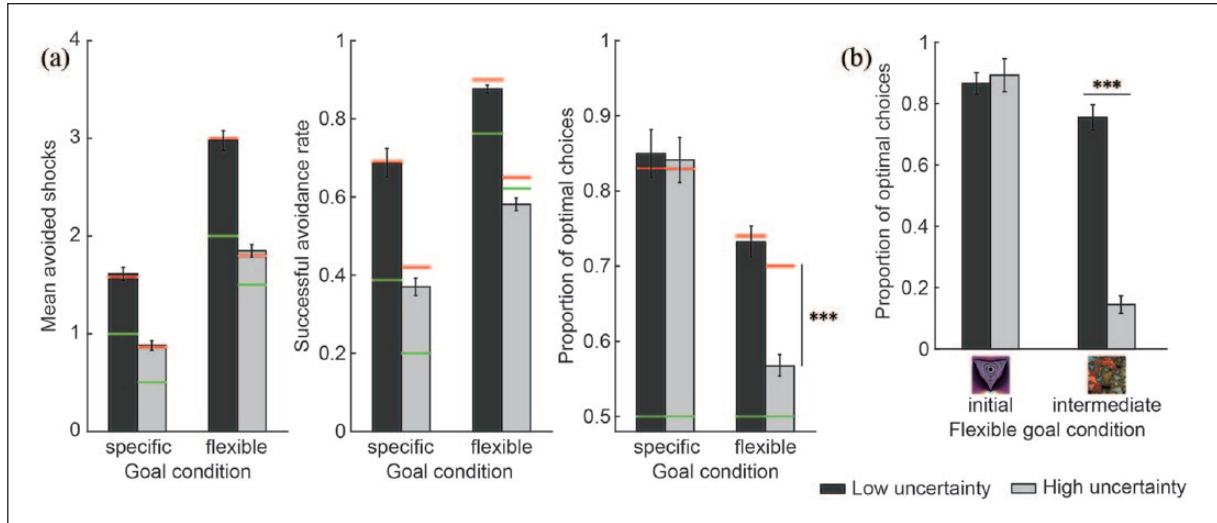 (a)
4
3
2
1
0
Mean avoided shocks
specific
flexible
Goal condition
1
0.8
0.6
0.4
0.2
0
Successful avoidance rate
specific
flexible
Goal condition
1
0.9
0.8
0.7
0.6
0.5
Proportion of optimal choices
***
specific
flexible
Goal condition
(b)
1
0.8
0.6
0.4
0.2
0
Proportion of optimal choices
***
initial
intermediate
Flexible goal condition
Low uncertainty
High uncertainty